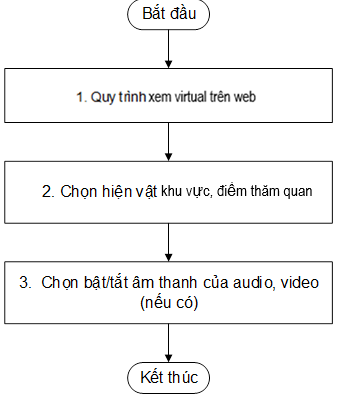 Bắt đầu
1. Quy trình xem virtual trên web
2. Chọn hiện vật khu vực, điểm thăm quan
3. Chọn bật/tắt âm thanh của audio, video
(nếu có)
Kết thúc